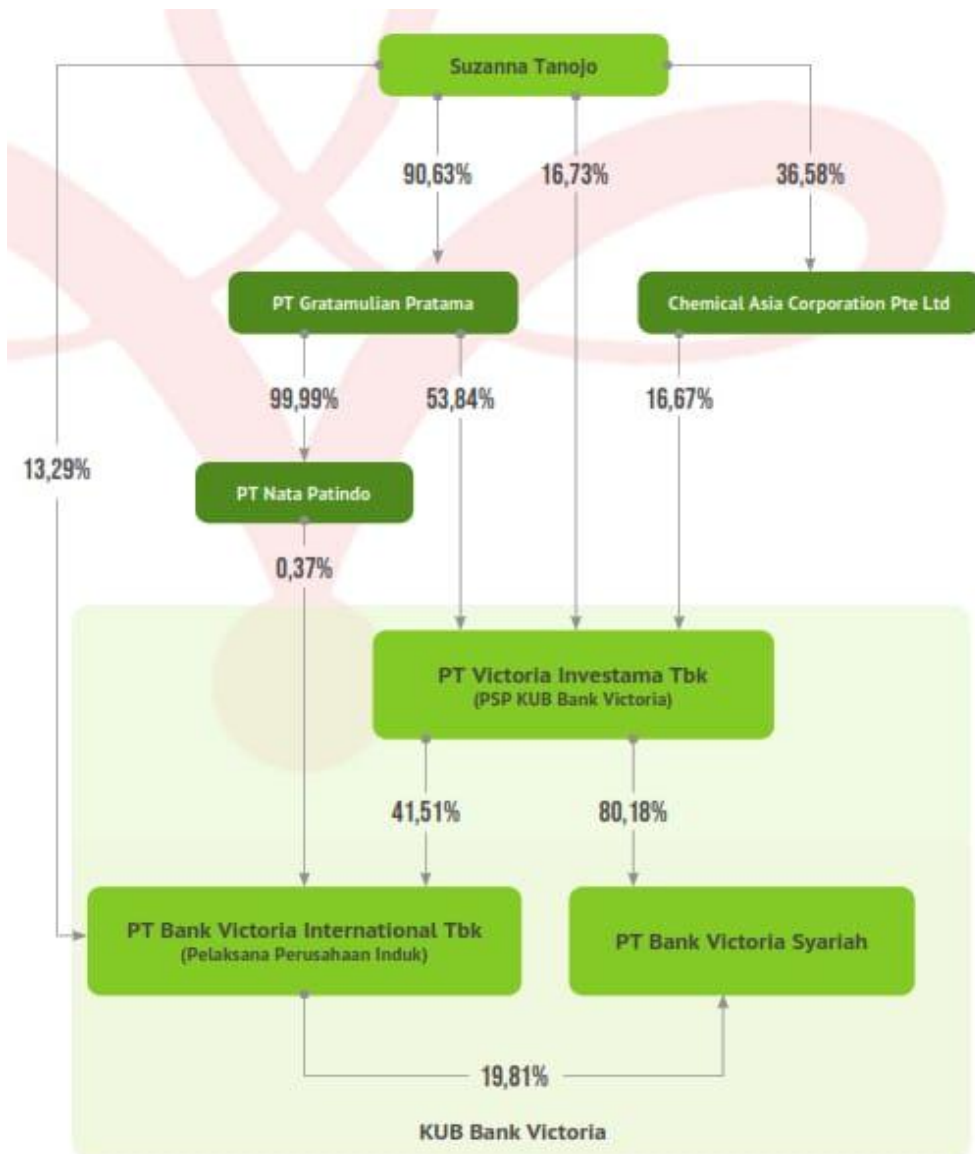 Suzanna Tanojo
90,63%
16,73%
36,58%
PT Gratamulian Pratama
Chemical Asia Corporation Pte Ltd
99,99%
53,84%
16,67%
13,29%
PT Nata Patindo
0,37%
PT Victoria Investama Tbk
(PSP KUB Bank Victoria)
41,51%
80,18%
PT Bank Victoria International Tbk
(Pelaksana Perusahaan Induk)
PT Bank Victoria Syariah
19,81%
KUB Bank Victoria